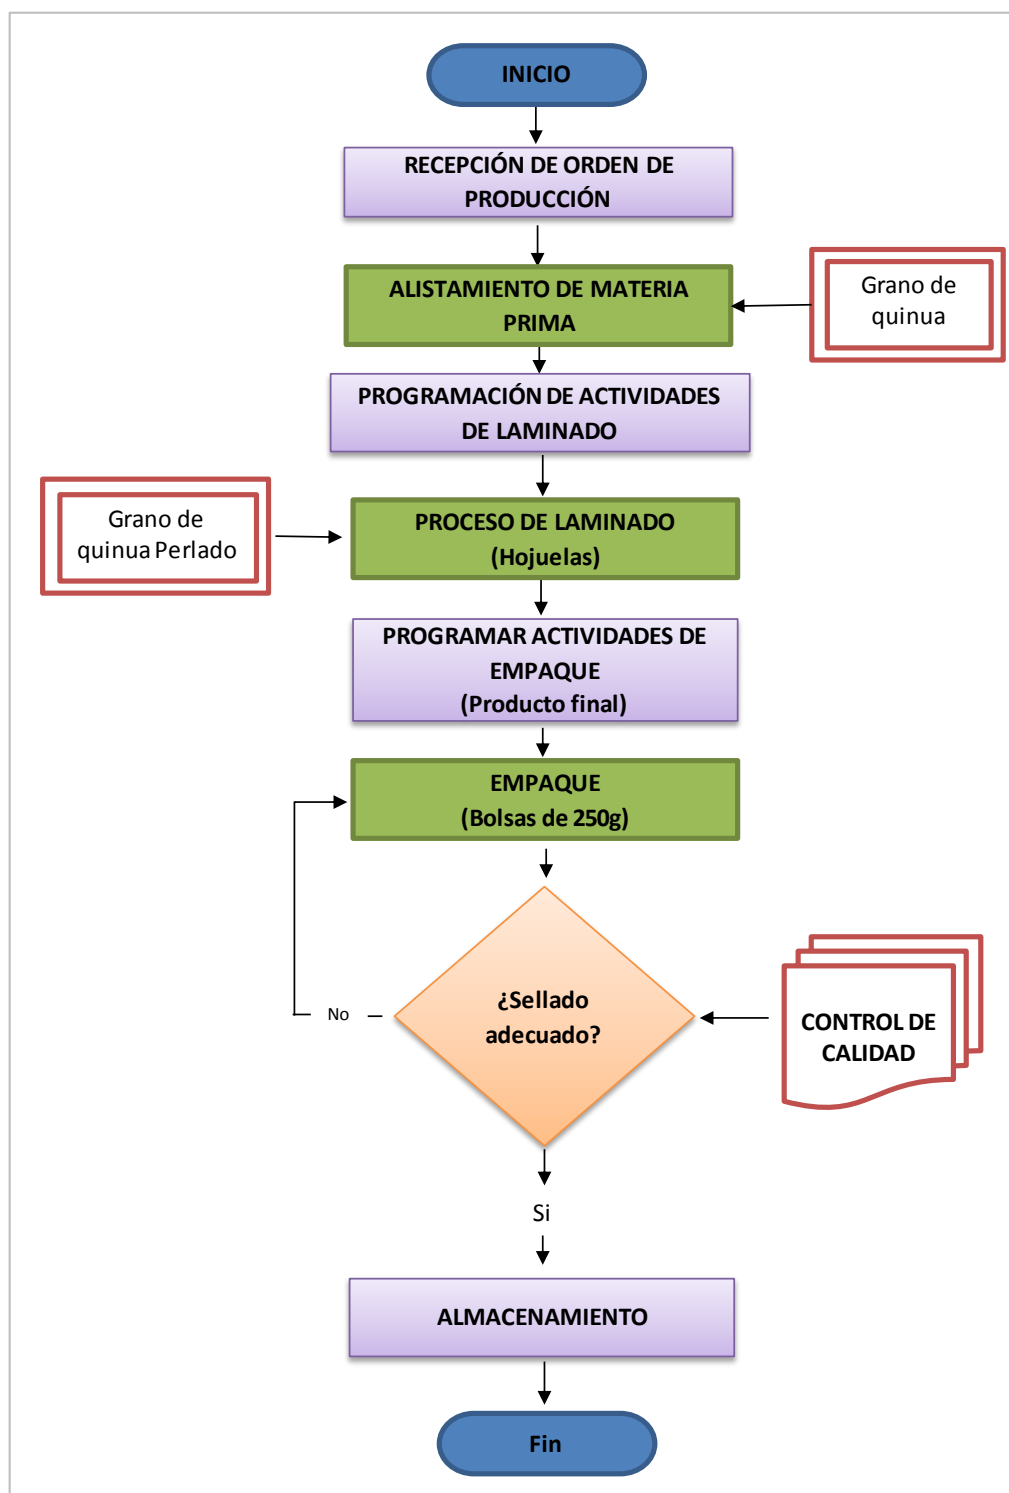 INICIO
RECEPCIÓN DE ORDEN DE
PRODUCCIÓN
ALISTAMIENTO DE MATERIA
PRIMA
Grano de
quinua
PROGRAMACIÓN DE ACTIVIDADES
DE LAMINADO
Grano de
quinua Perlado
PROCESO DE LAMINADO
(Hojuelas)
PROGRAMAR ACTIVIDADES DE
EMPAQUE
(Producto final)
EMPAQUE
(Bolsas de 250g)
¿Sellado
adecuado?
No
CONTROL DE
CALIDAD
Si
ALMACENAMIENTO
Fin